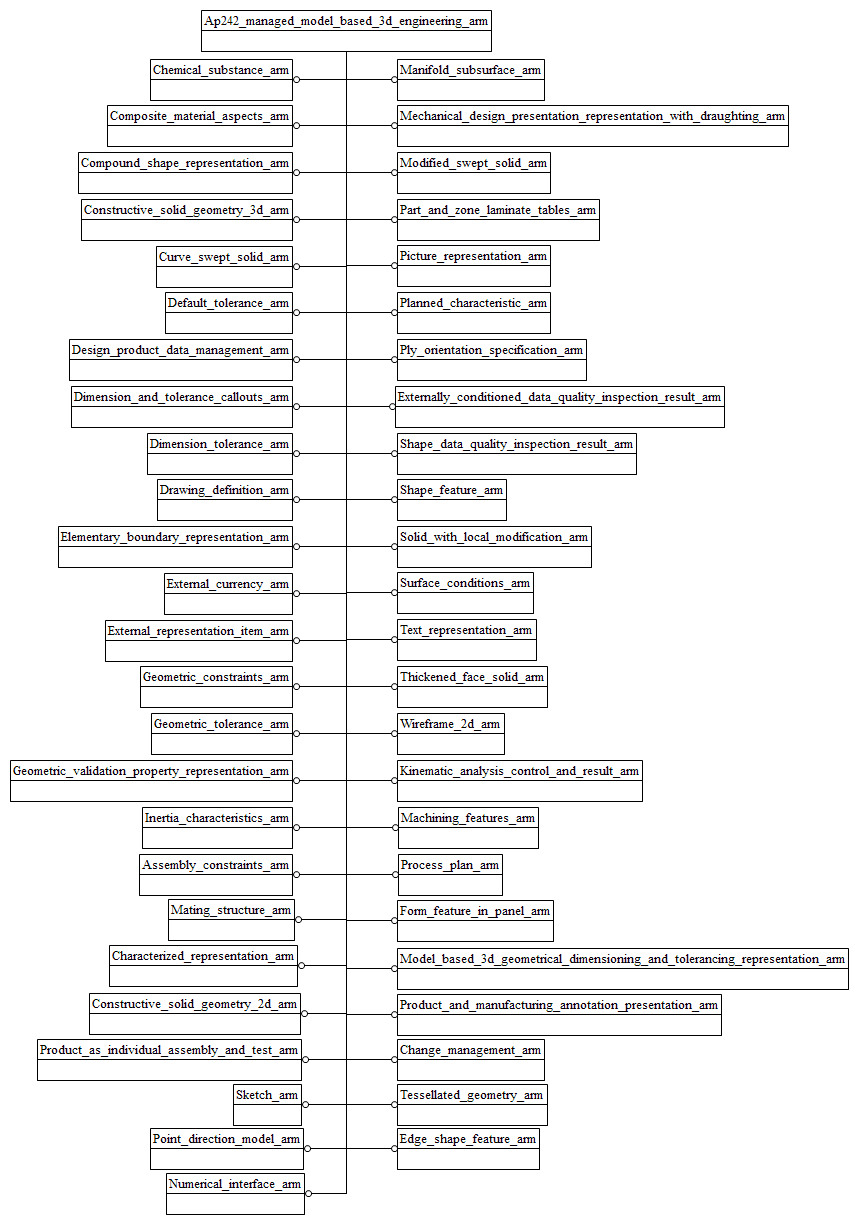 Ap242_managed_model_based_3d_engineering_arm
Chemical_substance_arm
Manifold_subsurface_arm
Composite_material_aspects_arm
Mechanical_design_presentation_representation_with_draughting_arm
Compound_shape_representation_arm
Modified_swept_solid_arm
Constructive_solid_geometry_3d_arm
Part_and_zone_laminate_tables_arm
Curve_swept_solid_arm
Picture_representation_arm
Default_tolerance_arm
Planned_characteristic_arm
Design_product_data_management_arm
Ply_orientation_specification_arm
Dimension_and_tolerance_callouts_arm
Externally_conditioned_data_quality_inspection_result_arm
Dimension_tolerance_arm
Shape_data_quality_inspection_result_arm
Drawing_definition_arm
Shape_feature_arm
Elementary_boundary_representation_arm
Solid_with_local_modification_arm
External_currency_arm
Surface_conditions_arm
External_representation_item_arm
Text_representation_arm
Geometric_constraints_arm
Thickened_face_solid_arm
Geometric_tolerance_arm
Wireframe_2d_arm
Geometric_validation_property_representation_arm
Kinematic_analysis_control_and_result_arm
Inertia_characteristics_arm
Machining_features_arm
Assembly_constraints_arm
Process_plan_arm
Mating_structure_arm
Form_feature_in_panel_arm
Characterized_representation_arm
Model_based_3d_geometrical_dimensioning_and_tolerancing_representation_arm
Constructive_solid_geometry_2d_arm
Product_and_manufacturing_annotation_presentation_arm
Product_as_individual_assembly_and_test_arm
Change_management_arm
Sketch_arm
Tessellated_geometry_arm
Point_direction_model_arm
Edge_shape_feature_arm
Numerical_interface_arm